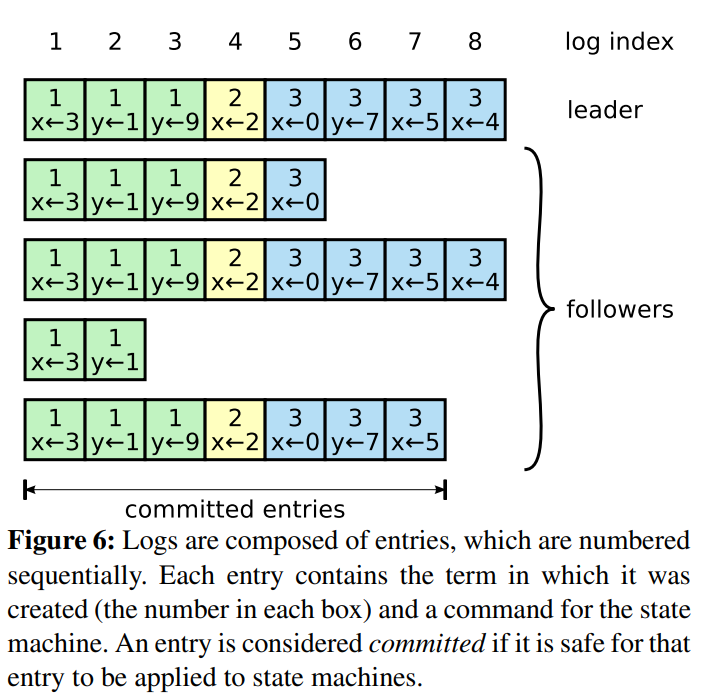 1 2 3 4 5 6 7 8 log index
1 1 1 2 3 3 3 3
x←3 y←1 y←9 x←2 x←0 y←7 x←5 x←4
leader
1 1 1 2 3
x←3 y←1 y←9 x←2 x←0
1 1 1 2 3 3 3 3
x←3 y←1 y←9 x←2 x←0 y←7 x←5 x←4
followers
1 1
x←3 y←1
1 1 1 2 3 3 3
x←3 y←1 y←9 x←2 x←0 y←7 x←5
committed entries
Figure 6: Logs are composed of entries, which are numbered
sequentially. Each entry contains the term in which it was
created (the number in each box) and a command for the state
machine. An entry is considered committed if it is safe for that
entry to be applied to state machines.